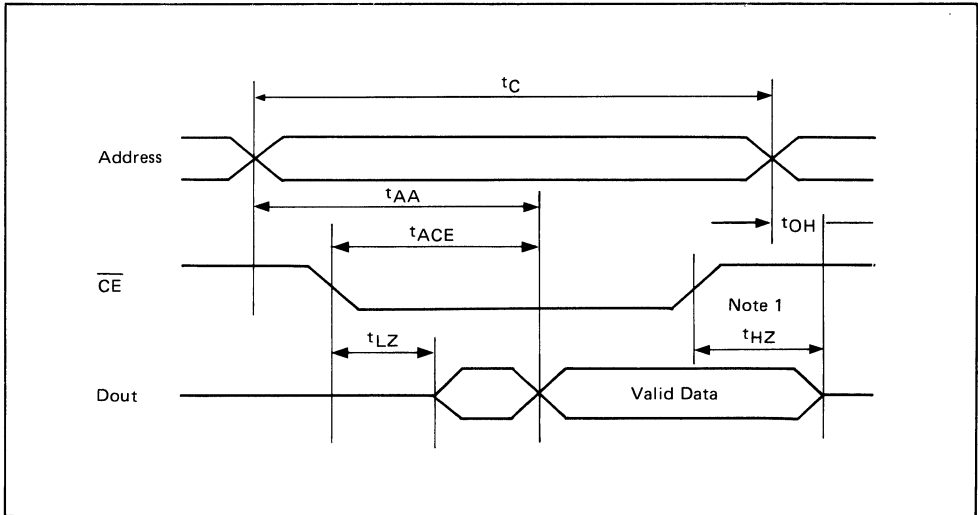 tC
Address
tAA
tOH
tACE
CE
Note 1
tLZ
tHZ
Dout
Valid Data